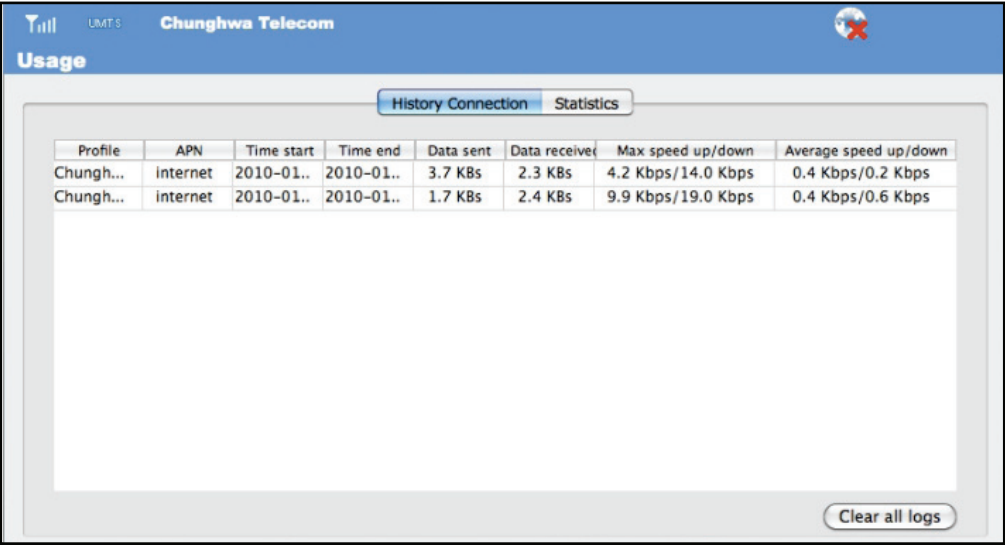 UMTS Chunghwa Telecom
Usage
History Connection Statistics
Profile APN Time start Time end Data sent Data received Max speed up/down Average speed up/down
Chungh... internet 2010-01.. 2010-01.. 3.7 KBs 2.3 KBs 4.2 Kbps/14.0 Kbps 0.4 Kbps/0.2 Kbps
Chungh... internet 2010-01.. 2010-01.. 1.7 KBs 2.4 KBs 9.9 Kbps/19.0 Kbps 0.4 Kbps/0.6 Kbps
Clear all logs